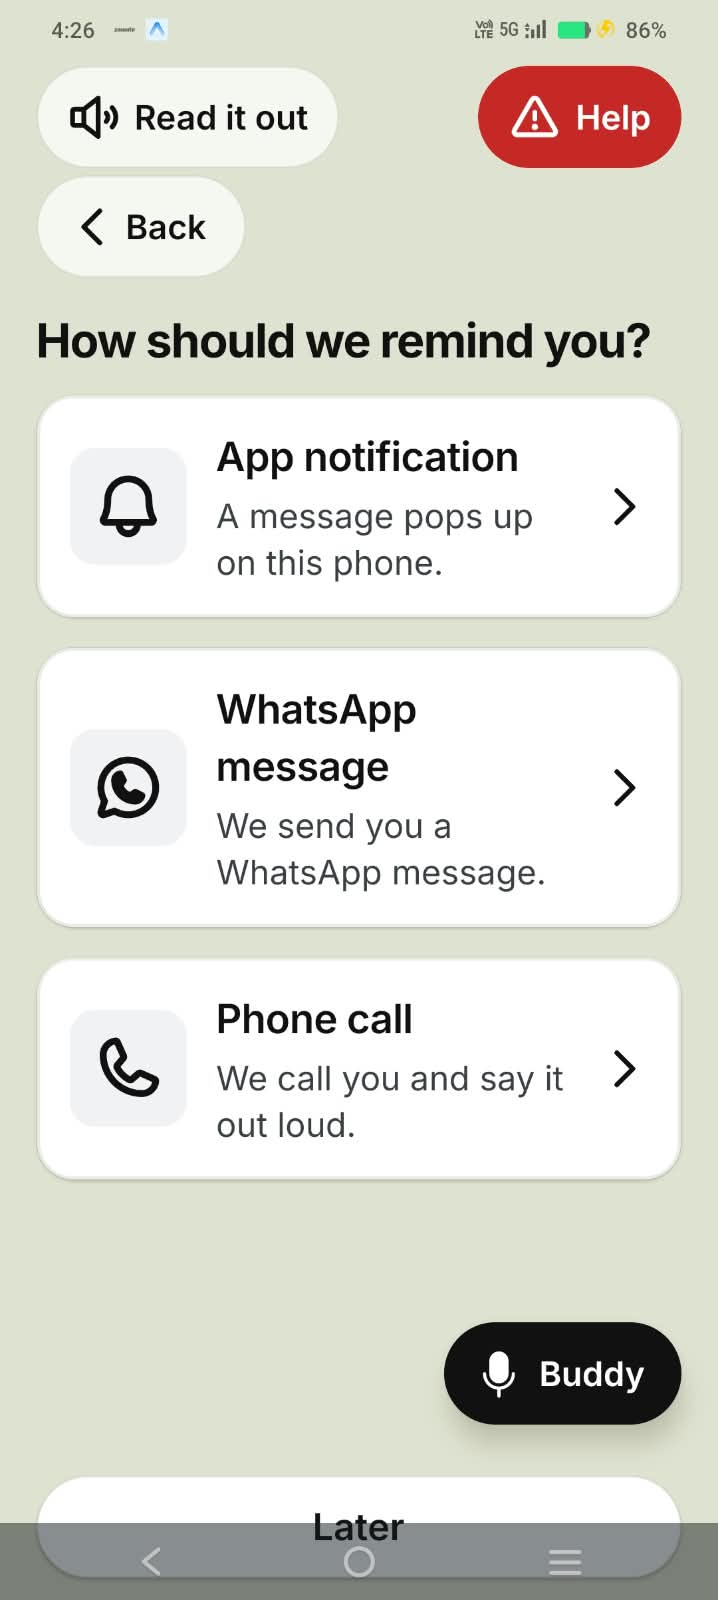 4:26
VoLTE 5G 86%
Read it out
Help
Back
How should we remind you?
App notification
A message pops up
on this phone.
WhatsApp
message
We send you a
WhatsApp message.
Phone call
We call you and say it
out loud.
Buddy
Later